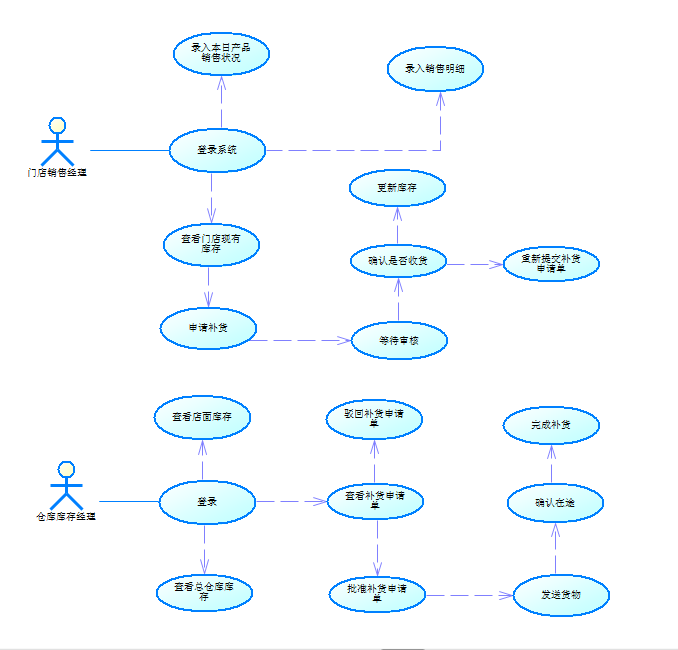 录入本日产品
销售状况
录入销售明细
登录系统
门店销售经理
更新库存
查看门店现有
库存
确认是否收货
重新提交补货
申请单
申请补货
等待审核
查看店面库存
驳回补货申请
单
完成补货
登录
查看补货申请
单
确认在途
仓库库存经理
查看总仓库库
存
批准补货申请
单
发送货物